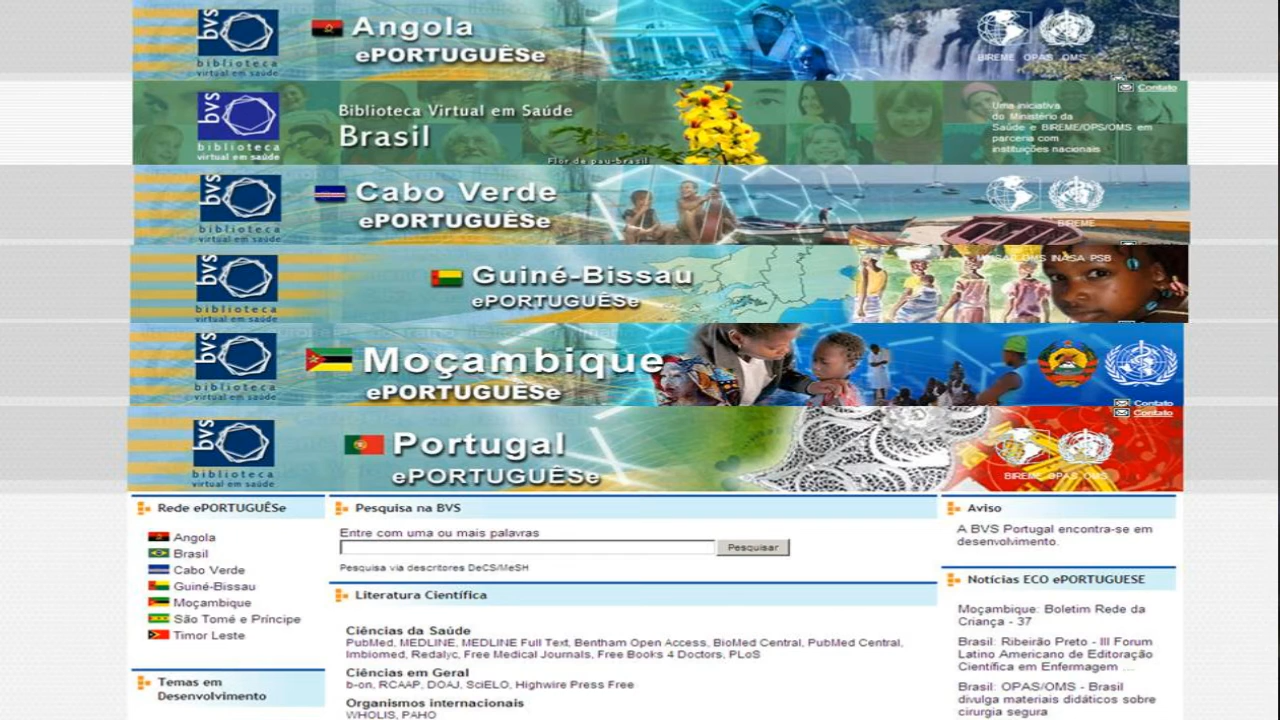 bvs
biblioteca
virtual em saúde
Angola
ePORTUGUÊSe
BIREME OPAS OMS
bvs
biblioteca
virtual em saúde
Biblioteca Virtual em Saúde
Brasil
Flor de pau-brasil
Contato
Uma iniciativa
do Ministério da
Saúde e BIREME/OPS/OMS em
parceria com
instituições nacionais
bvs
biblioteca
virtual em saúde
Cabo Verde
ePORTUGUÊSe
BIREME
bvs
biblioteca
virtual em saúde
Guiné-Bissau
ePORTUGUÊSe
OMS INASA PSB
bvs
biblioteca
virtual em saúde
Moçambique
ePORTUGUÊSe
Contato
Contato
bvs
biblioteca
virtual em saúde
Portugal
ePORTUGUÊSe
BIREME OPAS OMS
Rede ePORTUGUÊSe
Angola
Brasil
Cabo Verde
Guiné-Bissau
Moçambique
São Tomé e Príncipe
Timor Leste
Temas em
Desenvolvimento
Pesquisa na BVS
Entre com uma ou mais palavras
Pesquisar
Pesquisa via descritores DeCS/MeSH
Literatura Científica
Ciências da Saúde
PubMed, MEDLINE, MEDLINE Full Text, Bentham Open Access, BioMed Central, PubMed Central,
Imbiomed, Redalyc, Free Medical Journals, Free Books 4 Doctors, PLoS
Ciências em Geral
b-on, RCAAP, DOAJ, SciELO, Highwire Press Free
Organismos internacionais
WHOLIS, PAHO
Aviso
A BVS Portugal encontra-se em
desenvolvimento.
Notícias ECO ePORTUGUESE
Moçambique: Boletim Rede da
Criança - 37
Brasil: Ribeirão Preto - III Forum
Latino Americano de Editoração
Científica em Enfermagem ...
Brasil: OPAS/OMS - Brasil
divulga materiais didáticos sobre
cirurgia segura